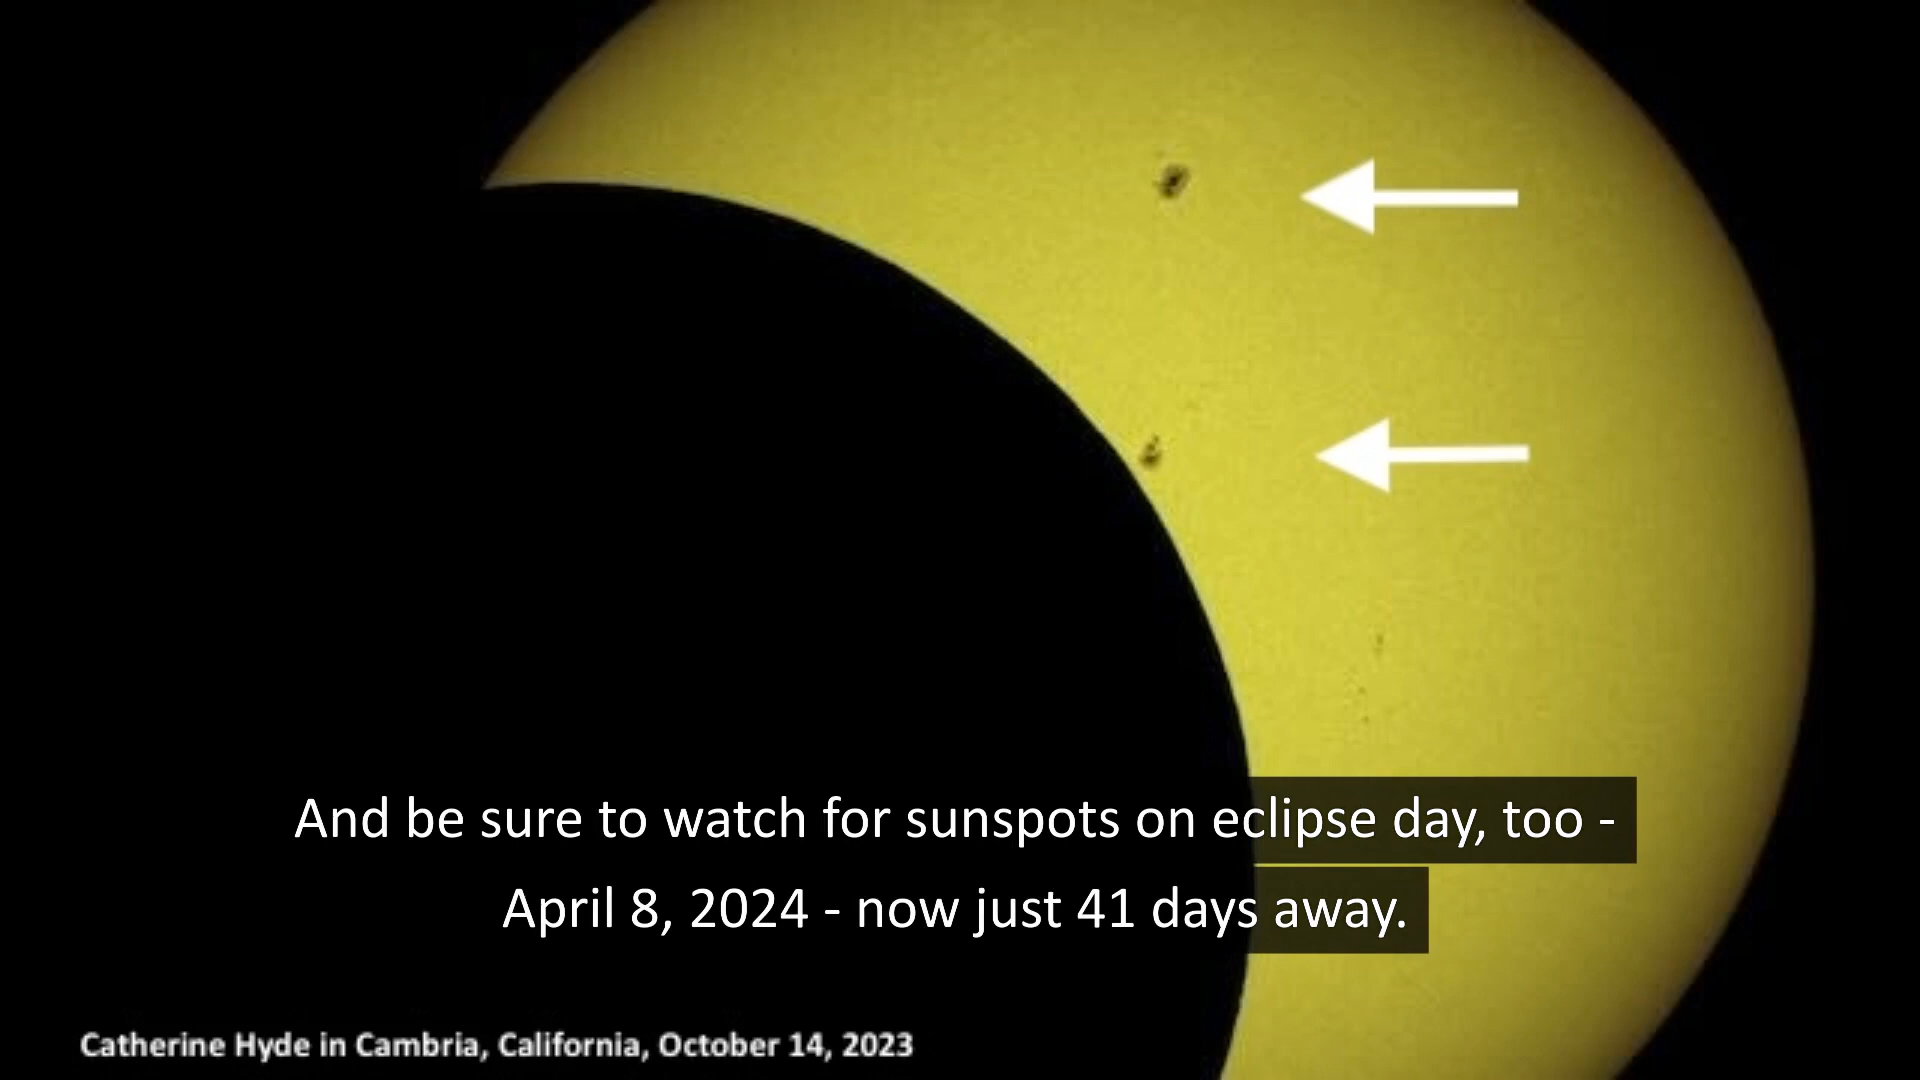 And be sure to watch for sunspots on eclipse day, too -
April 8, 2024 - now just 41 days away.
Catherine Hyde in Cambria, California, October 14, 2023